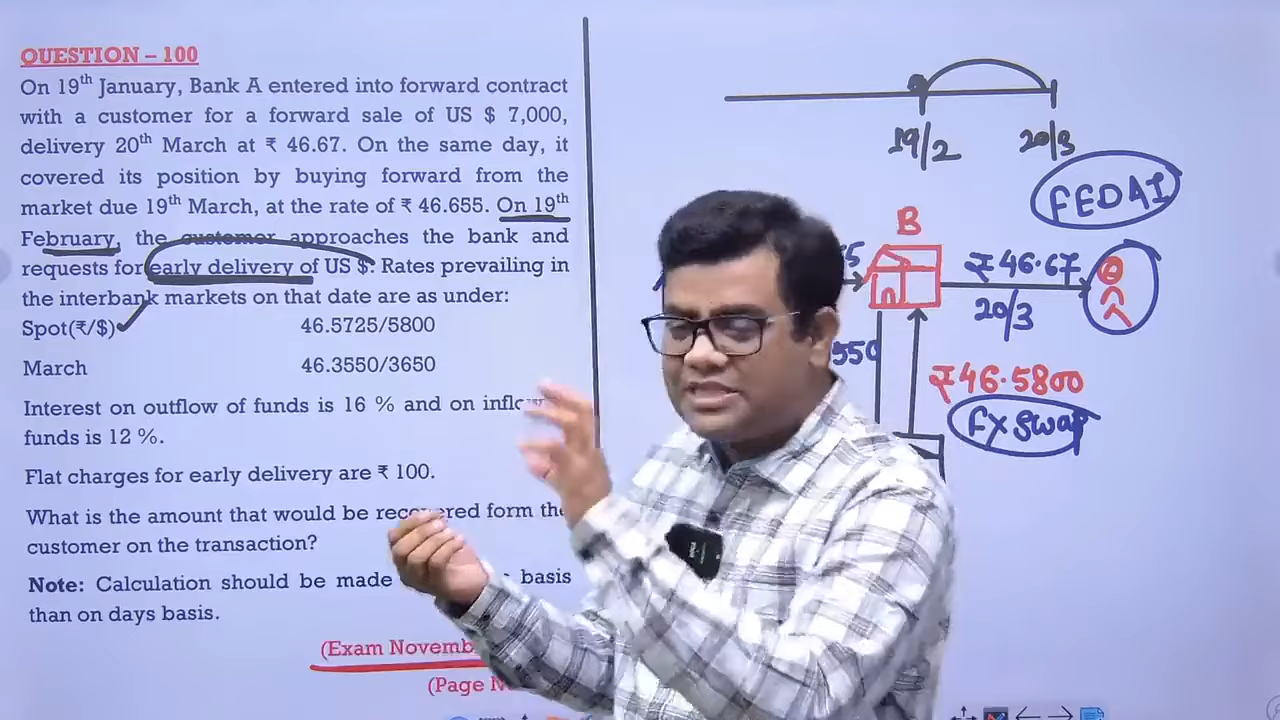 QUESTION – 100
On 19th January, Bank A entered into forward contract
with a customer for a forward sale of US $ 7,000,
delivery 20th March at ₹ 46.67. On the same day, it
covered its position by buying forward from the
market due 19th March, at the rate of ₹ 46.655. On 19th
February, the customer approaches the bank and
requests for early delivery of US $. Rates prevailing in
the interbank markets on that date are as under:
Spot(₹/$) 46.5725/5800
March 46.3550/3650
Interest on outflow of funds is 16 % and on
funds is 12 %.
Flat charges for early delivery are ₹ 100.
What is the amount that would be form the
customer on the transaction?
Note: Calculation should be made basis
than on days basis.
(Exam
(Page
19/2 20/3
FEDAI
B
₹46.67
20/3
550
₹46.5800
FX Swap